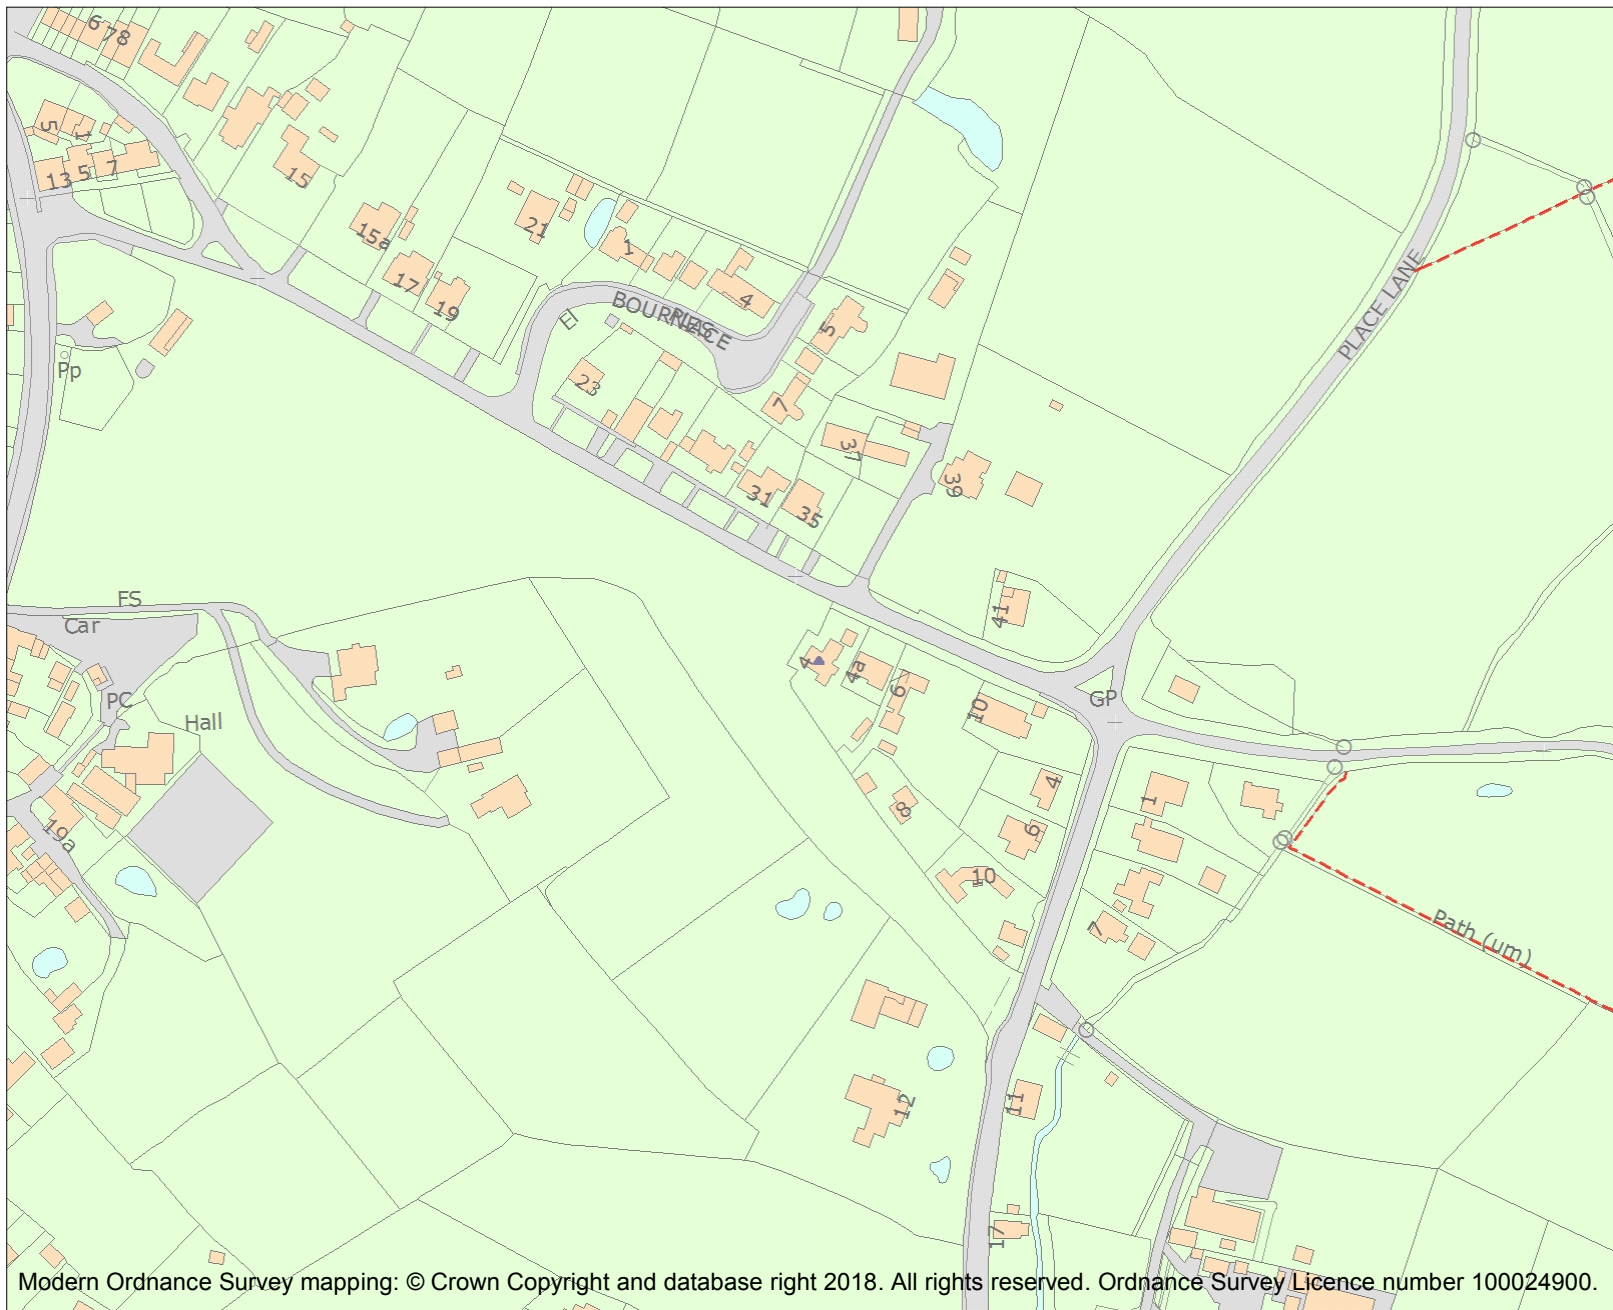 6
7
8
5
1
13
5
7
15
15a
17
19
21
1
4
BOURNES
PLACE
El
5
PLACE LANE
Pp
23
7
37
39
31
35
FS
Car
41
4
4a
6
PC
Hall
10
GP
4
1
8
6
19a
10
7
Path (um)
12
11
17
Modern Ordnance Survey mapping: © Crown Copyright and database right 2018. All rights reserved. Ordnance Survey Licence number 100024900.